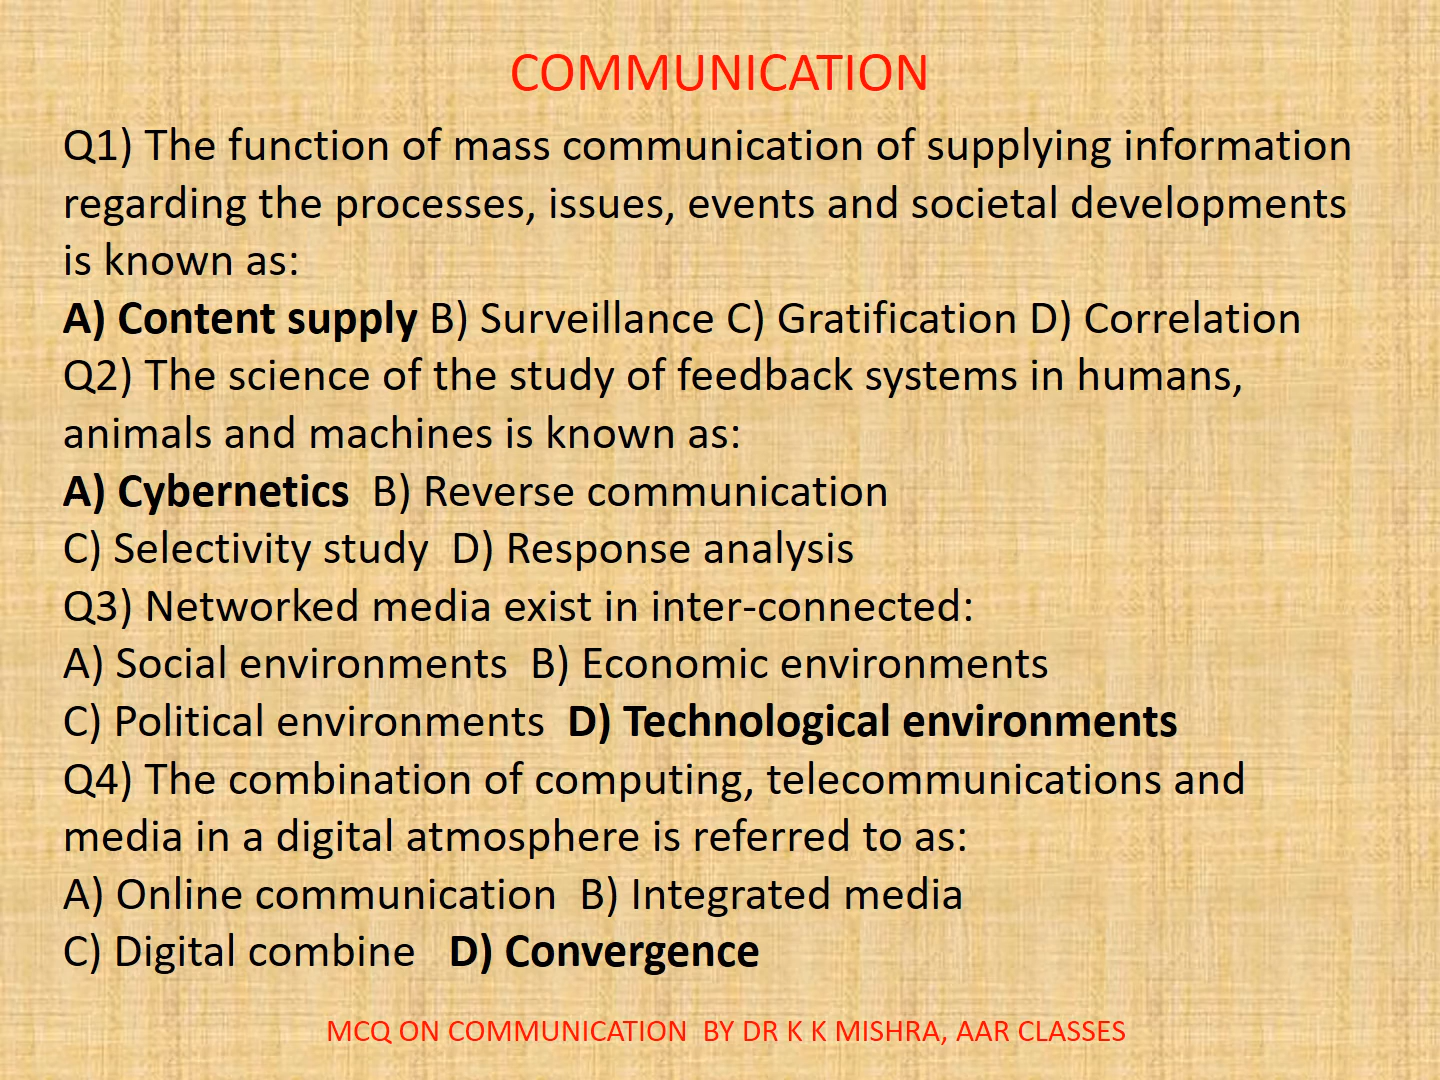 COMMUNICATION
Q1) The function of mass communication of supplying information
regarding the processes, issues, events and societal developments
is known as:
A) Content supply B) Surveillance C) Gratification D) Correlation
Q2) The science of the study of feedback systems in humans,
animals and machines is known as:
A) Cybernetics  B) Reverse communication
C) Selectivity study  D) Response analysis
Q3) Networked media exist in inter-connected:
A) Social environments  B) Economic environments
C) Political environments  D) Technological environments
Q4) The combination of computing, telecommunications and
media in a digital atmosphere is referred to as:
A) Online communication  B) Integrated media
C) Digital combine   D) Convergence
MCQ ON COMMUNICATION  BY DR K K MISHRA, AAR CLASSES